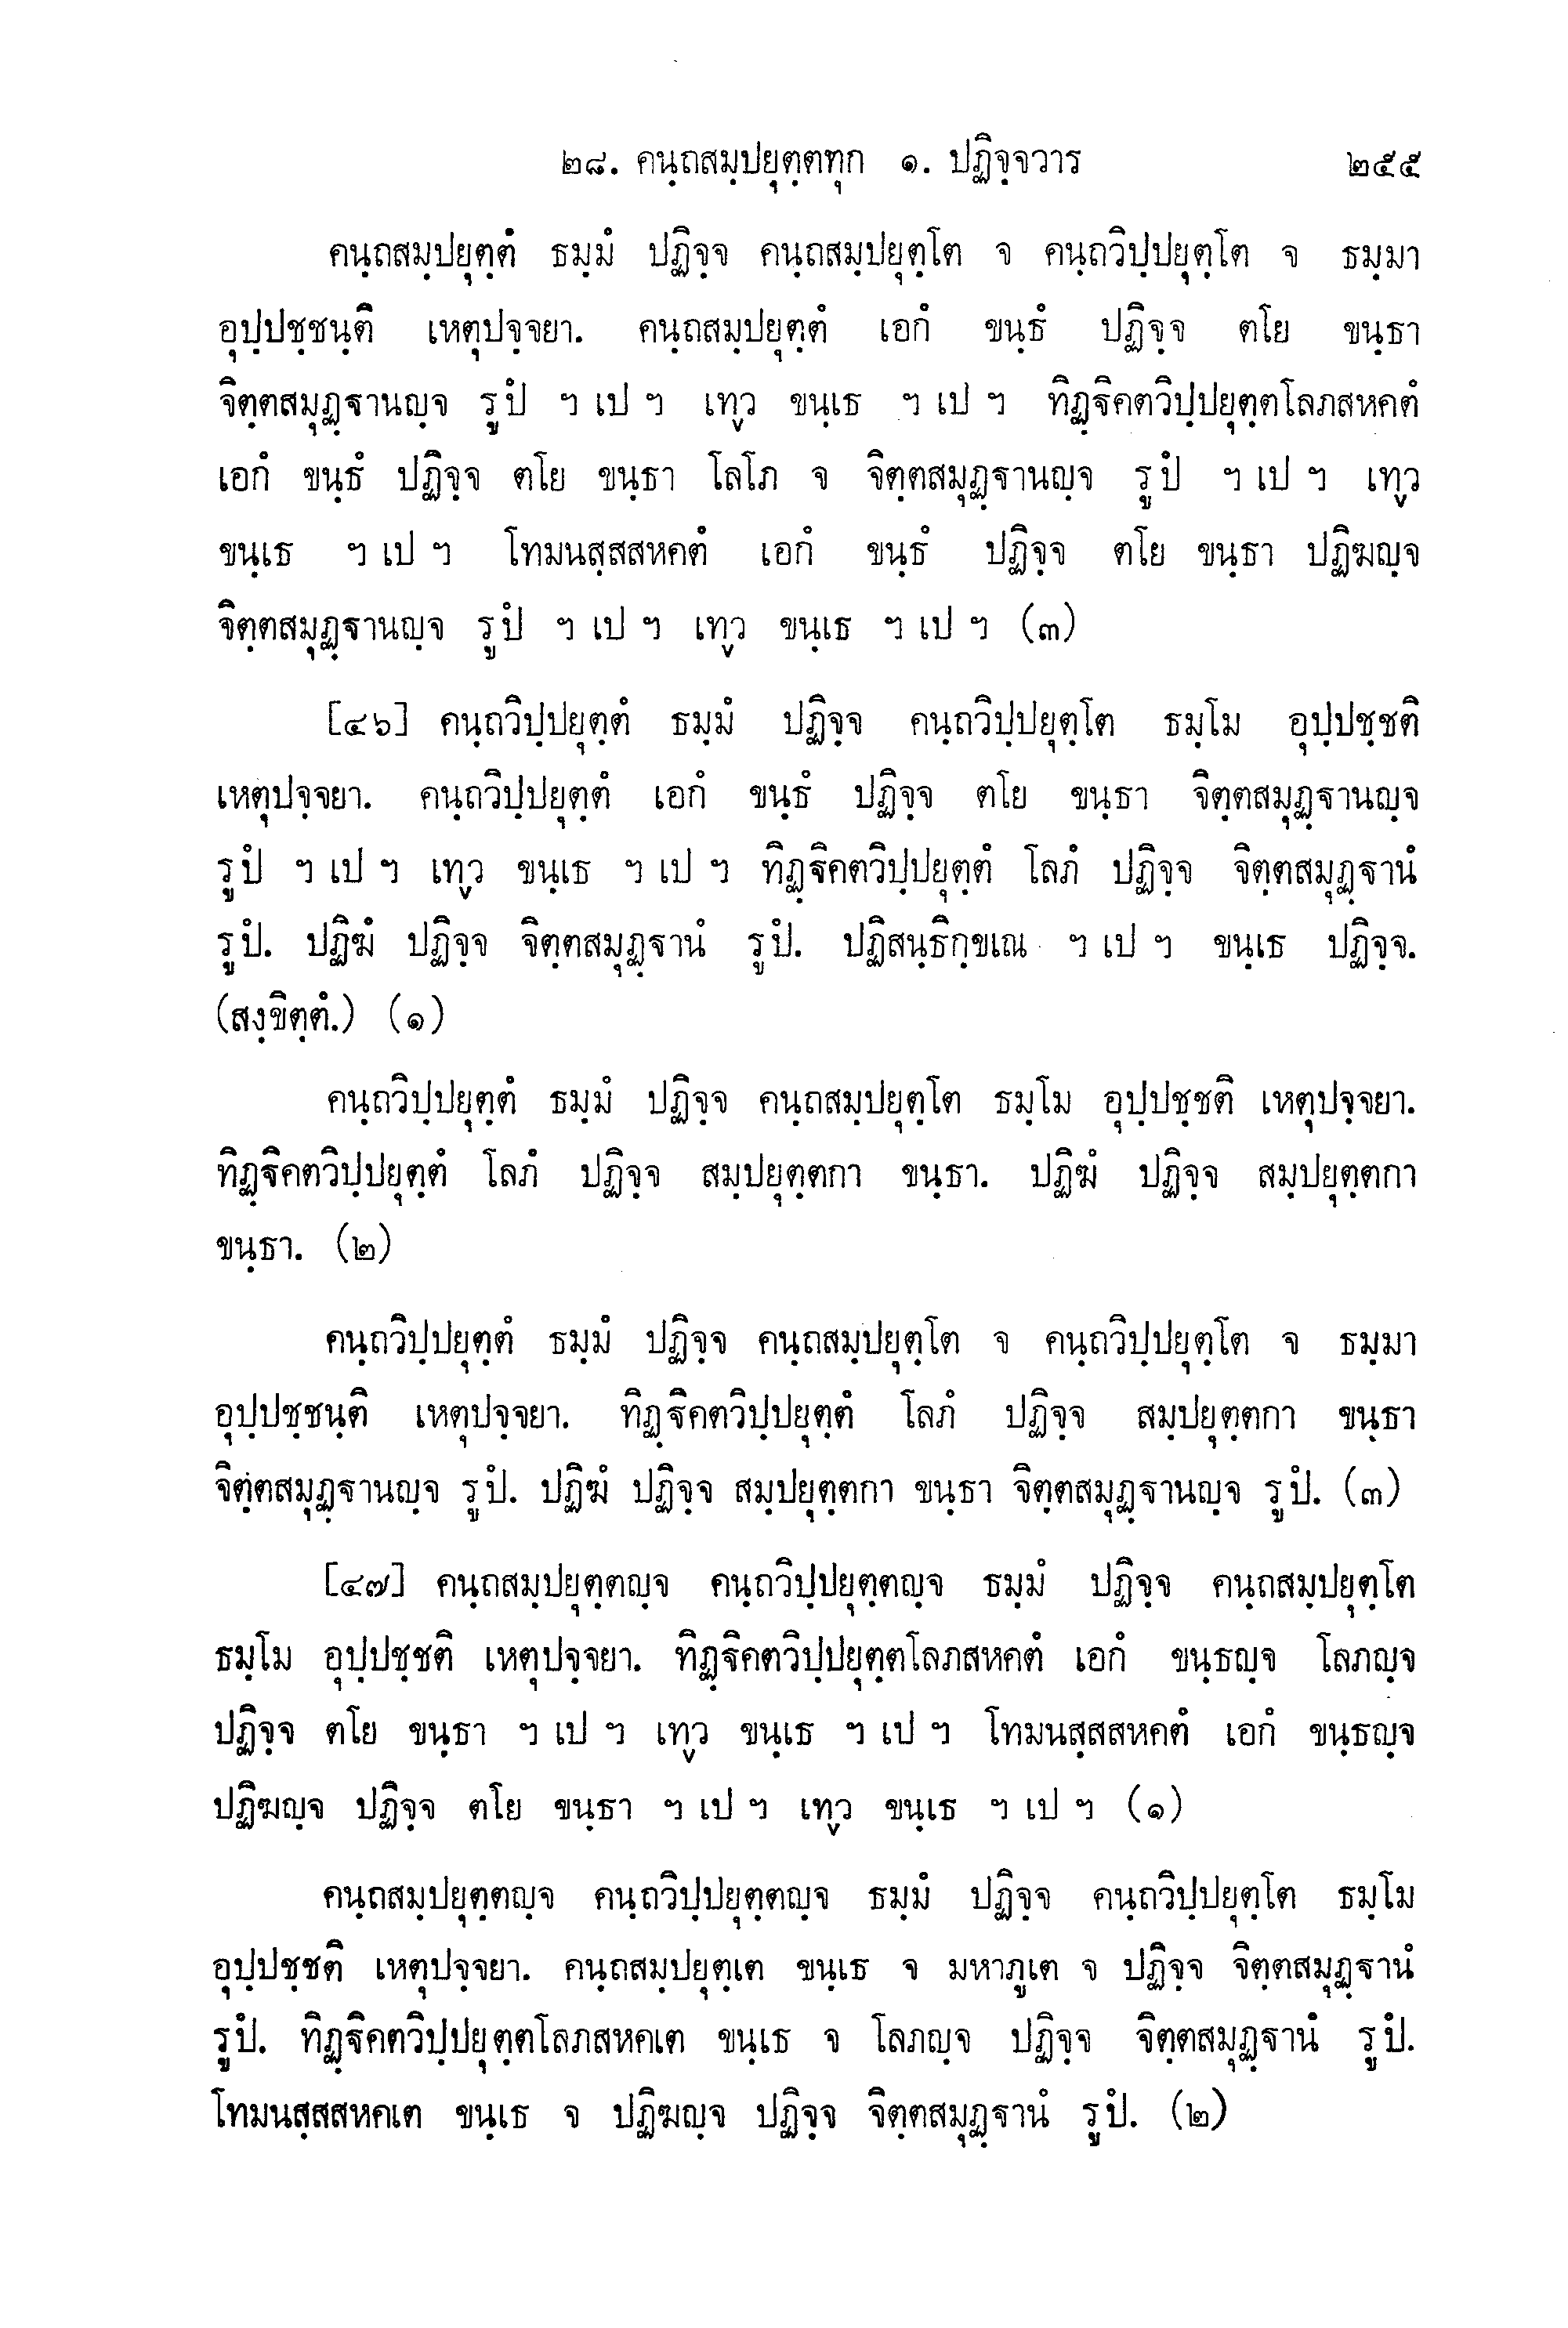 ๒๘. คนฺถสมฺปยุตฺตทุก ๑. ปฏิจฺจวาร ๒๕๕
คนฺถสมฺปยุตฺตํ ธมฺมํ ปฏิจฺจ คนฺถสมฺปยุตฺโต จ คนฺถวิปฺปยุตฺโต จ ธมฺมา
อุปฺปชฺชนฺติ เหตุปจฺจยา. คนฺถสมฺปยุตฺตํ เอกํ ขนฺธํ ปฏิจฺจ ตโย ขนฺธา
จิตฺตสมุฏฺฐานญฺจ รูปํ ฯ เป ฯ เทฺว ขนฺเธ ฯ เป ฯ ทิฏฺฐิคตวิปฺปยุตฺตโลภสหคตํ
เอกํ ขนฺธํ ปฏิจฺจ ตโย ขนฺธา โลโภ จ จิตฺตสมุฏฺฐานญฺจ รูปํ ฯ เป ฯ เทฺว
ขนฺเธ ฯ เป ฯ โทมนสฺสสหคตํ เอกํ ขนฺธํ ปฏิจฺจ ตโย ขนฺธา ปฏิฆญฺจ
จิตฺตสมุฏฺฐานญฺจ รูปํ ฯ เป ฯ เทฺว ขนฺเธ ฯ เป ฯ (๓)
[๔๖] คนฺถวิปฺปยุตฺตํ ธมฺมํ ปฏิจฺจ คนฺถวิปฺปยุตฺโต ธมฺโม อุปฺปชฺชติ
เหตุปจฺจยา. คนฺถวิปฺปยุตฺตํ เอกํ ขนฺธํ ปฏิจฺจ ตโย ขนฺธา จิตฺตสมุฏฺฐานญฺจ
รูปํ ฯ เป ฯ เทฺว ขนฺเธ ฯ เป ฯ ทิฏฺฐิคตวิปฺปยุตฺตํ โลภํ ปฏิจฺจ จิตฺตสมุฏฺฐานํ
รูปํ. ปฏิฆํ ปฏิจฺจ จิตฺตสมุฏฺฐานํ รูปํ. ปฏิสนฺธิกฺขเณ ฯ เป ฯ ขนฺเธ ปฏิจฺจ.
(สงฺขิตฺตํ.) (๑)
คนฺถวิปฺปยุตฺตํ ธมฺมํ ปฏิจฺจ คนฺถสมฺปยุตฺโต ธมฺโม อุปฺปชฺชติ เหตุปจฺจยา.
ทิฏฺฐิคตวิปฺปยุตฺตํ โลภํ ปฏิจฺจ สมฺปยุตฺตกา ขนฺธา. ปฏิฆํ ปฏิจฺจ สมฺปยุตฺตกา
ขนฺธา. (๒)
คนฺถวิปฺปยุตฺตํ ธมฺมํ ปฏิจฺจ คนฺถสมฺปยุตฺโต จ คนฺถวิปฺปยุตฺโต จ ธมฺมา
อุปฺปชฺชนฺติ เหตุปจฺจยา. ทิฏฺฐิคตวิปฺปยุตฺตํ โลภํ ปฏิจฺจ สมฺปยุตฺตกา ขนฺธา
จิตฺตสมุฏฺฐานญฺจ รูปํ. ปฏิฆํ ปฏิจฺจ สมฺปยุตฺตกา ขนฺธา จิตฺตสมุฏฺฐานญฺจ รูปํ. (๓)
[๔๗] คนฺถสมฺปยุตฺตญฺจ คนฺถวิปฺปยุตฺตญฺจ ธมฺมํ ปฏิจฺจ คนฺถสมฺปยุตฺโต
ธมฺโม อุปฺปชฺชติ เหตุปจฺจยา. ทิฏฺฐิคตวิปฺปยุตฺตโลภสหคตํ เอกํ ขนฺธญฺจ โลภญฺจ
ปฏิจฺจ ตโย ขนฺธา ฯ เป ฯ เทฺว ขนฺเธ ฯ เป ฯ โทมนสฺสสหคตํ เอกํ ขนฺธญฺจ
ปฏิฆญฺจ ปฏิจฺจ ตโย ขนฺธา ฯ เป ฯ เทฺว ขนฺเธ ฯ เป ฯ (๑)
คนฺถสมฺปยุตฺตญฺจ คนฺถวิปฺปยุตฺตญฺจ ธมฺมํ ปฏิจฺจ คนฺถวิปฺปยุตฺโต ธมฺโม
อุปฺปชฺชติ เหตุปจฺจยา. คนฺถสมฺปยุตฺเต ขนฺเธ จ มหาภูเต จ ปฏิจฺจ จิตฺตสมุฏฺฐานํ
รูปํ. ทิฏฺฐิคตวิปฺปยุตฺตโลภสหคเต ขนฺเธ จ โลภญฺจ ปฏิจฺจ จิตฺตสมุฏฺฐานํ รูปํ.
โทมนสฺสสหคเต ขนฺเธ จ ปฏิฆญฺจ ปฏิจฺจ จิตฺตสมุฏฺฐานํ รูปํ. (๒)